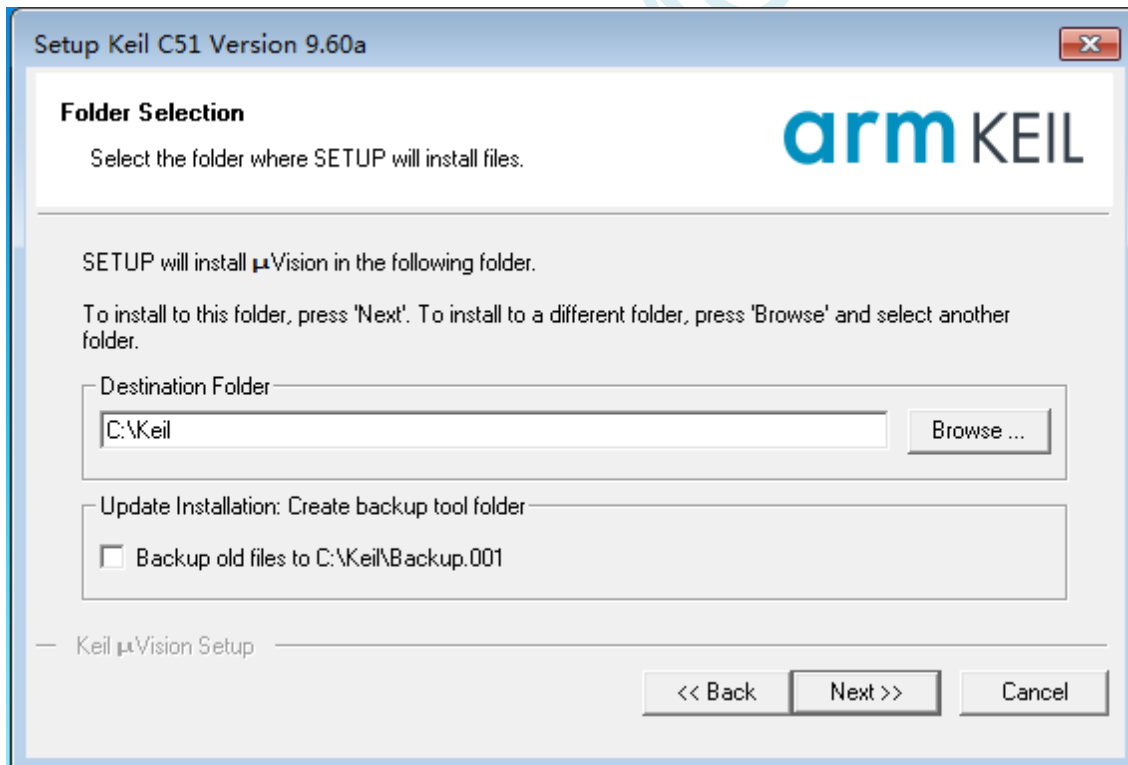 Setup Keil C51 Version 9.60a
Folder Selection
Select the folder where SETUP will install files.
arm KEIL
SETUP will install µVision in the following folder.
To install to this folder, press 'Next'. To install to a different folder, press 'Browse' and select another
folder.
Destination Folder
C:\Keil
Browse ...
Update Installation: Create backup tool folder
Backup old files to C:\Keil\Backup.001
Keil µVision Setup
<< Back
Next >>
Cancel